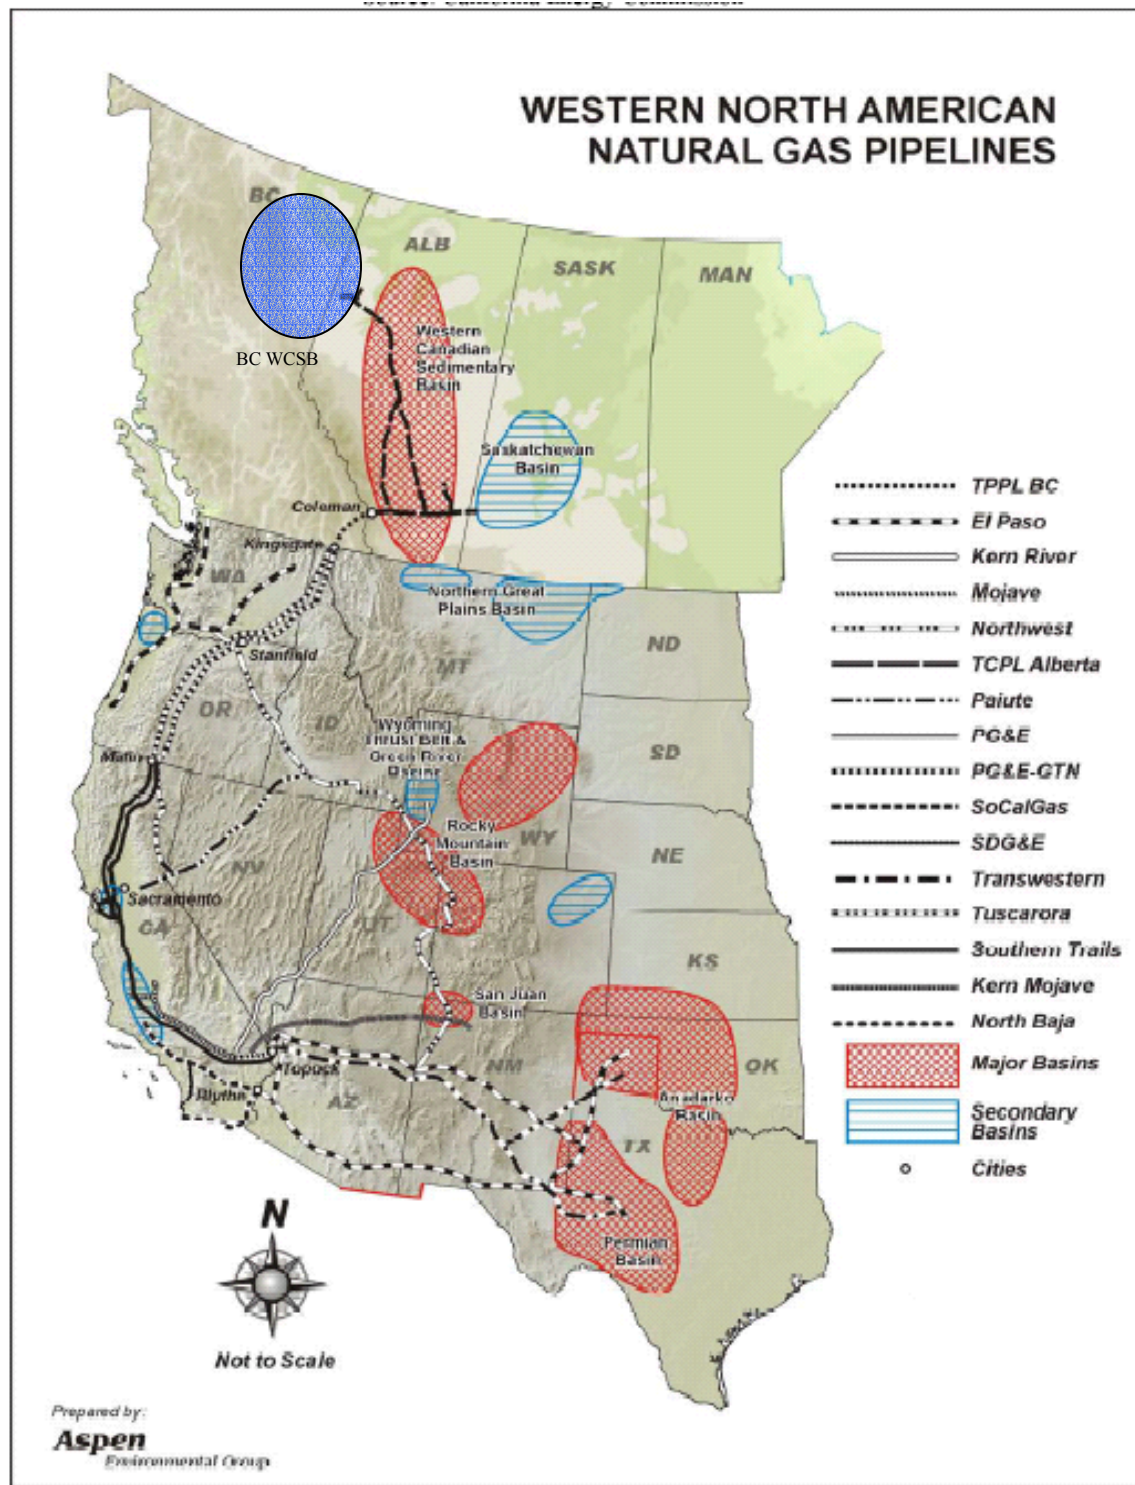 WESTERN NORTH AMERICAN
NATURAL GAS PIPELINES
BC
ALB
SASK
MAN
Western
Canadian
Sedimentary
Basin
BC WCSB
Saskatchewan
Basin
Coleman
Kingsgate
WA
Northern Great
Plains Basin
Stanfield
MT
ND
OR
ID
Wyoming
Thrust Belt &
Green River
Malin
SD
Rocky
Mountain
Basin
WY
NE
NV
Sacramento
CA
UT
KS
San Juan
Basin
NM
OK
Topock
Blythe
AZ
Anadarko
Basin
TX
Permian
Basin
TPPL BC
El Paso
Kern River
Mojave
Northwest
TCPL Alberta
Paiute
PG&E
PG&E-GTN
SoCalGas
SDG&E
Transwestern
Tuscarora
Southern Trails
Kern Mojave
North Baja
Major Basins
Secondary
Basins
Cities
N
Not to Scale
Prepared by:
Aspen
Environmental Group